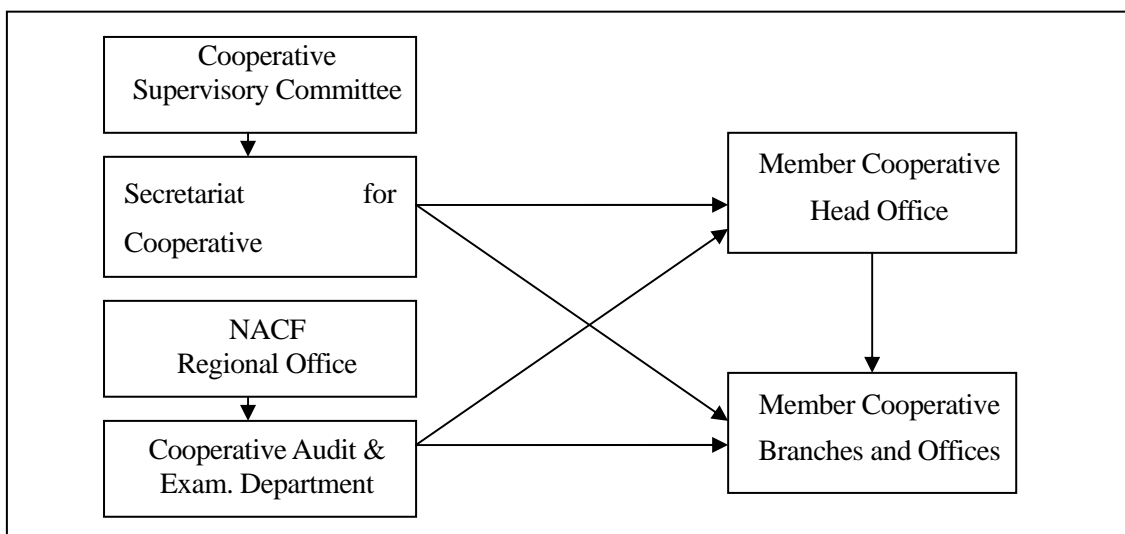 Cooperative
Supervisory Committee
Secretariat for
Cooperative
NACF
Regional Office
Cooperative Audit &
Exam. Department
Member Cooperative
Head Office
Member Cooperative
Branches and Offices